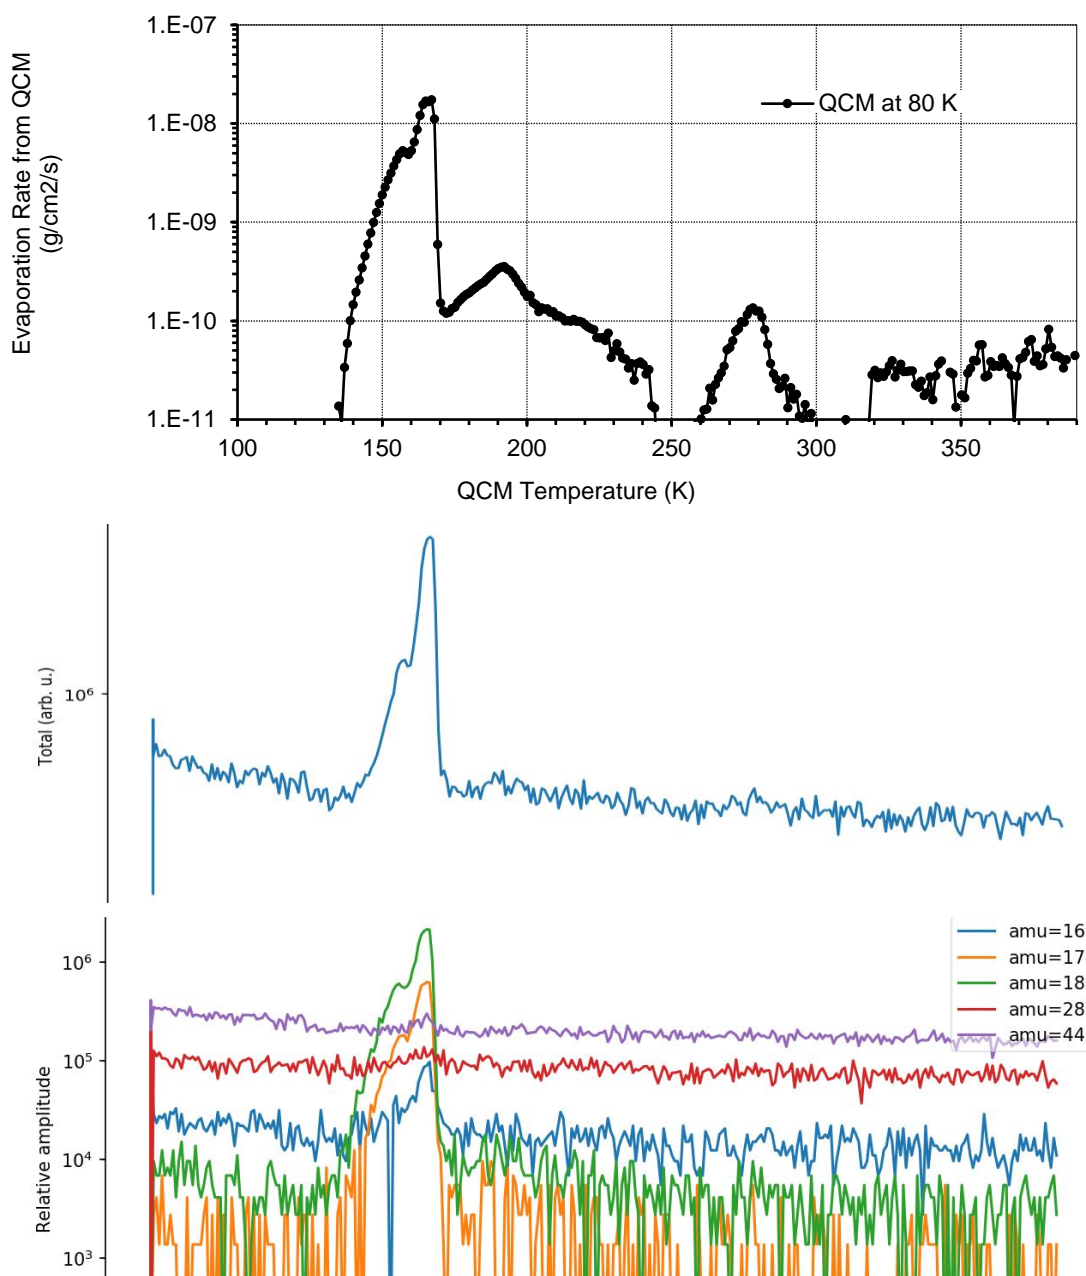 1.E-07
1.E-08
1.E-09
1.E-10
1.E-11
Evaporation Rate from QCM
(g/cm2/s)
QCM at 80 K
100
150
200
250
300
350
QCM Temperature (K)
Total (arb. u.)
10⁶
Relative amplitude
10⁶
10⁵
10⁴
10³
amu=16
amu=17
amu=18
amu=28
amu=44